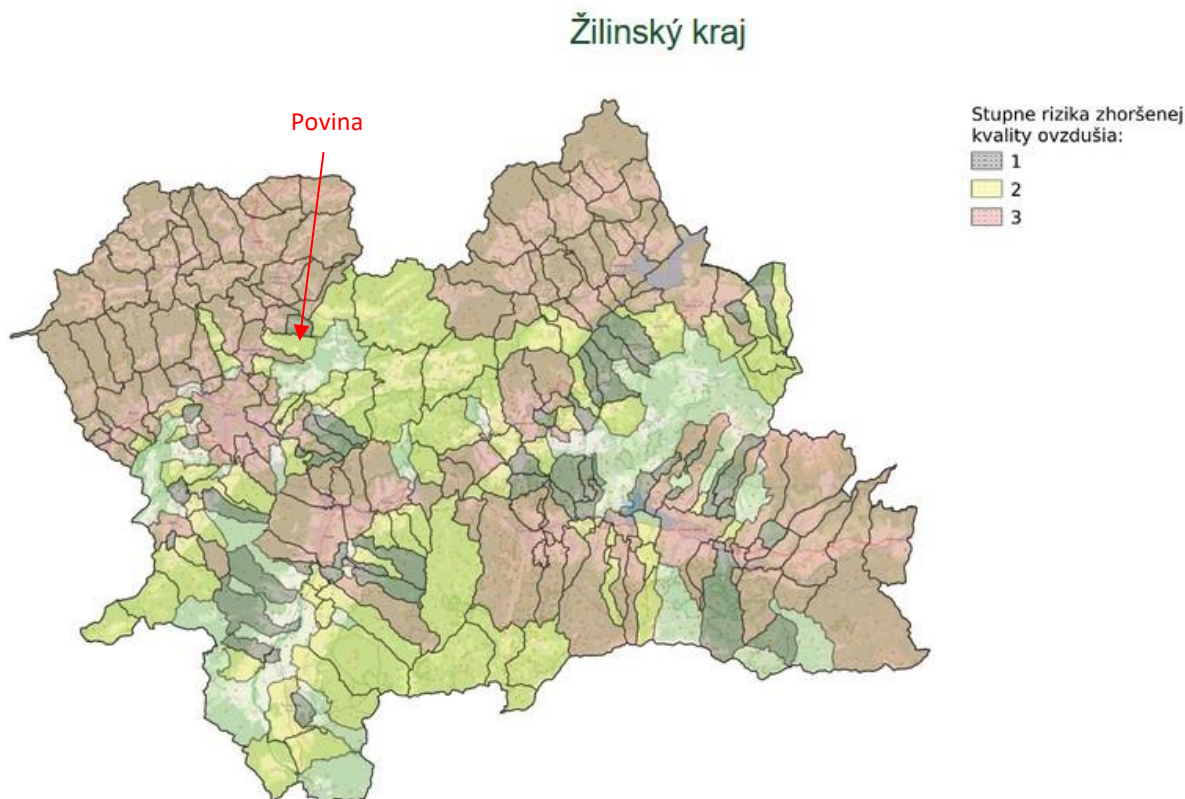 Žilinský kraj
Povina
Stupne rizika zhoršenej
kvality ovzdušia:
1
2
3